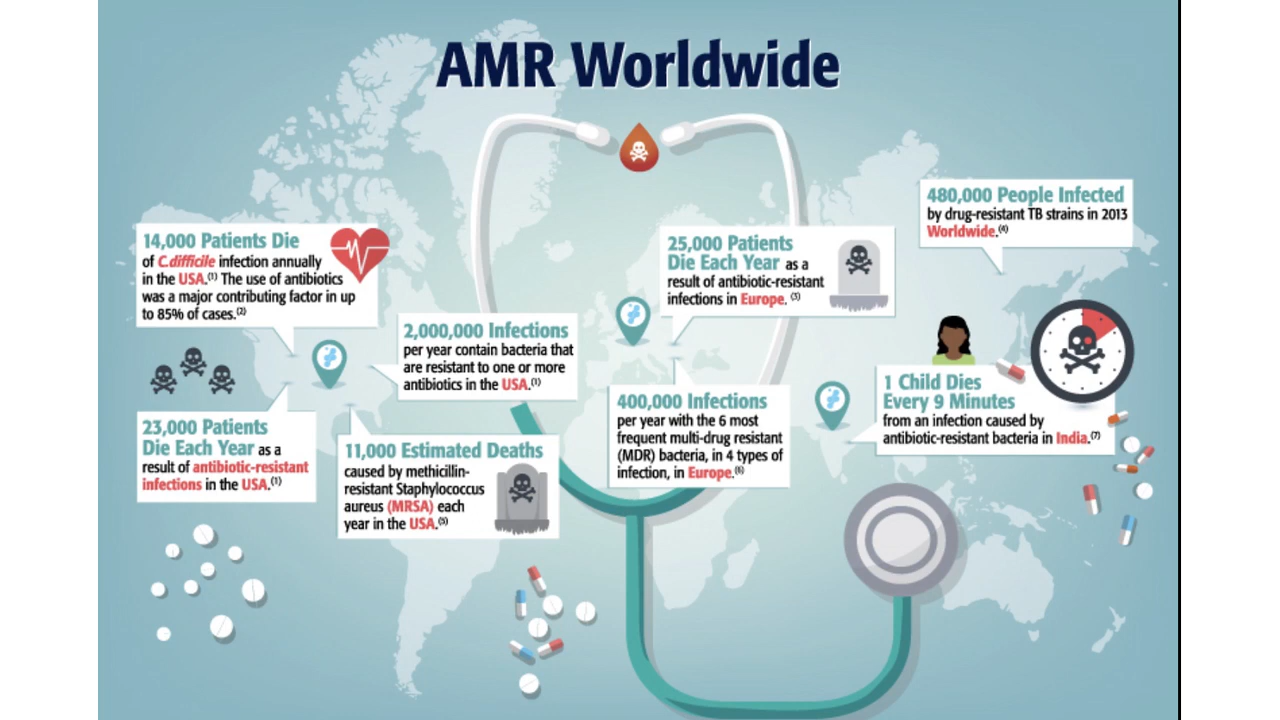 AMR Worldwide
14,000 Patients Die
of C.difficile infection annually
in the USA.(1) The use of antibiotics
was a major contributing factor in up
to 85% of cases.(2)
2,000,000 Infections
per year contain bacteria that
are resistant to one or more
antibiotics in the USA.(1)
23,000 Patients
Die Each Year as a
result of antibiotic-resistant
infections in the USA.(1)
11,000 Estimated Deaths
caused by methicillin-
resistant Staphylococcus
aureus (MRSA) each
year in the USA.(5)
25,000 Patients
Die Each Year as a
result of antibiotic-resistant
infections in Europe.
400,000 Infections
per year with the 6 most
frequent multi-drug resistant
(MDR) bacteria, in 4 types of
infection, in Europe.(6)
480,000 People Infected
by drug-resistant TB strains in 2013
Worldwide.(4)
1 Child Dies
Every 9 Minutes
from an infection caused by
antibiotic-resistant bacteria in India.(7)